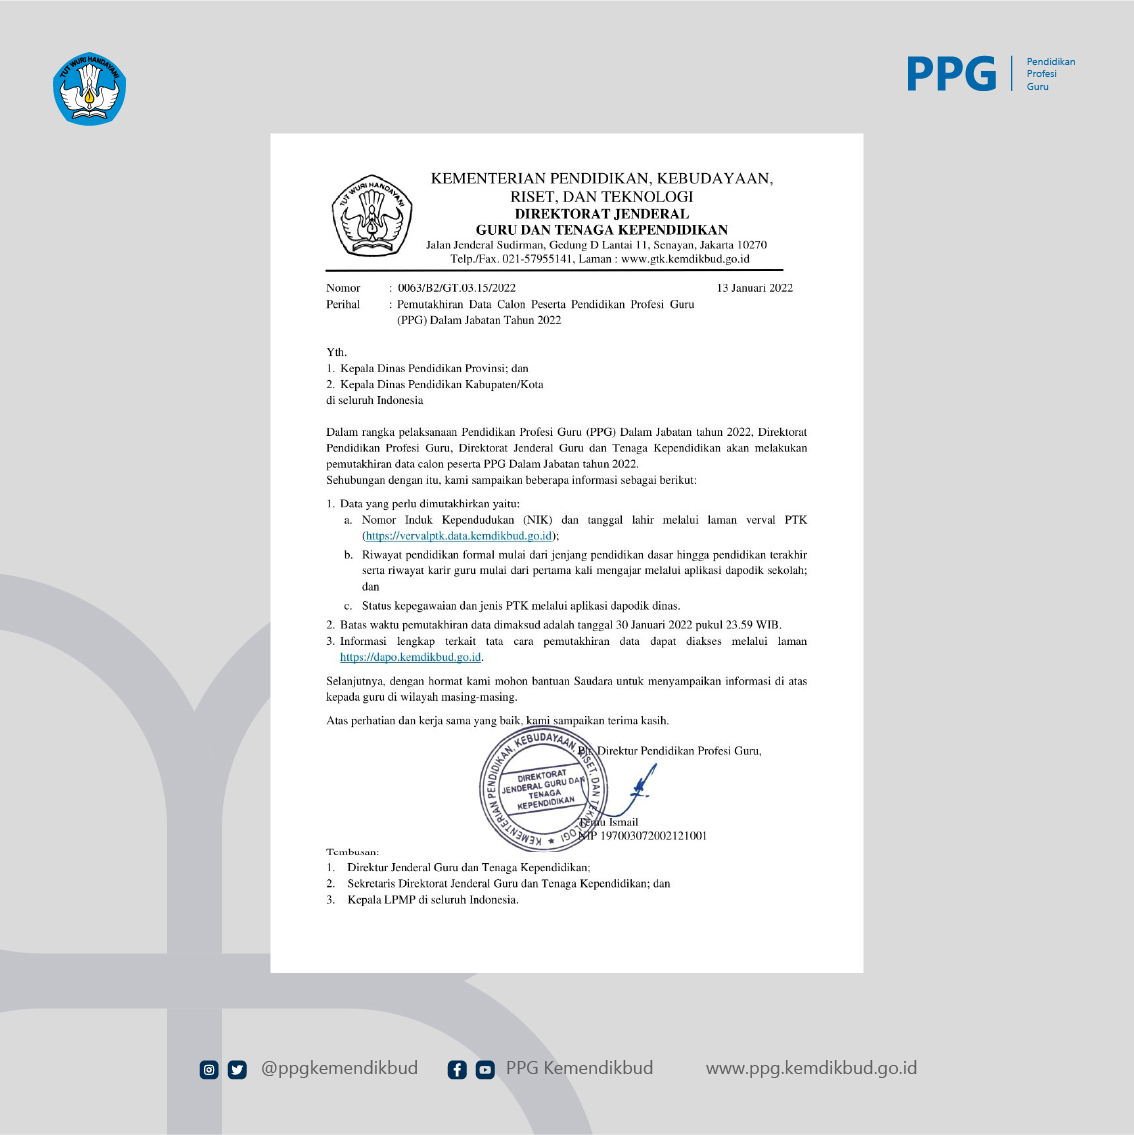 TUT WURI HANDAYANI
PPG
Pendidikan
Profesi
Guru
TUT WURI HANDAYANI
KEMENTERIAN PENDIDIKAN, KEBUDAYAAN,
RISET, DAN TEKNOLOGI
DIREKTORAT JENDERAL
GURU DAN TENAGA KEPENDIDIKAN
Jalan Jenderal Sudirman, Gedung D Lantai 11, Senayan, Jakarta 10270
Telp./Fax. 021-57955141, Laman : www.gtk.kemdikbud.go.id
Nomor : 0063/B2/GT.03.15/2022 13 Januari 2022
Perihal : Pemutakhiran Data Calon Peserta Pendidikan Profesi Guru
(PPG) Dalam Jabatan Tahun 2022
Yth.
1. Kepala Dinas Pendidikan Provinsi; dan
2. Kepala Dinas Pendidikan Kabupaten/Kota
di seluruh Indonesia
Dalam rangka pelaksanaan Pendidikan Profesi Guru (PPG) Dalam Jabatan tahun 2022, Direktorat
Pendidikan Profesi Guru, Direktorat Jenderal Guru dan Tenaga Kependidikan akan melakukan
pemutakhiran data calon peserta PPG Dalam Jabatan tahun 2022.
Sehubungan dengan itu, kami sampaikan beberapa informasi sebagai berikut:
1. Data yang perlu dimutakhirkan yaitu:
a. Nomor Induk Kependudukan (NIK) dan tanggal lahir melalui laman verval PTK
(https://vervalptk.data.kemdikbud.go.id);
b. Riwayat pendidikan formal mulai dari jenjang pendidikan dasar hingga pendidikan terakhir
serta riwayat karir guru mulai dari pertama kali mengajar melalui aplikasi dapodik sekolah;
dan
c. Status kepegawaian dan jenis PTK melalui aplikasi dapodik dinas.
2. Batas waktu pemutakhiran data dimaksud adalah tanggal 30 Januari 2022 pukul 23.59 WIB.
3. Informasi lengkap terkait tata cara pemutakhiran data dapat diakses melalui laman
https://dapo.kemdikbud.go.id.
Selanjutnya, dengan hormat kami mohon bantuan Saudara untuk menyampaikan informasi di atas
kepada guru di wilayah masing-masing.
Atas perhatian dan kerja sama yang baik, kami sampaikan terima kasih.
Plt. Direktur Pendidikan Profesi Guru,
KEMENTERIAN PENDIDIKAN, KEBUDAYAAN, RISET, DAN TEKNOLOGI
DIREKTORAT
JENDERAL GURU DAN
TENAGA
KEPENDIDIKAN
Temu Ismail
NIP 197003072002121001
Tembusan:
1. Direktur Jenderal Guru dan Tenaga Kependidikan;
2. Sekretaris Direktorat Jenderal Guru dan Tenaga Kependidikan; dan
3. Kepala LPMP di seluruh Indonesia.
@ppgkemendikbud PPG Kemendikbud www.ppg.kemdikbud.go.id